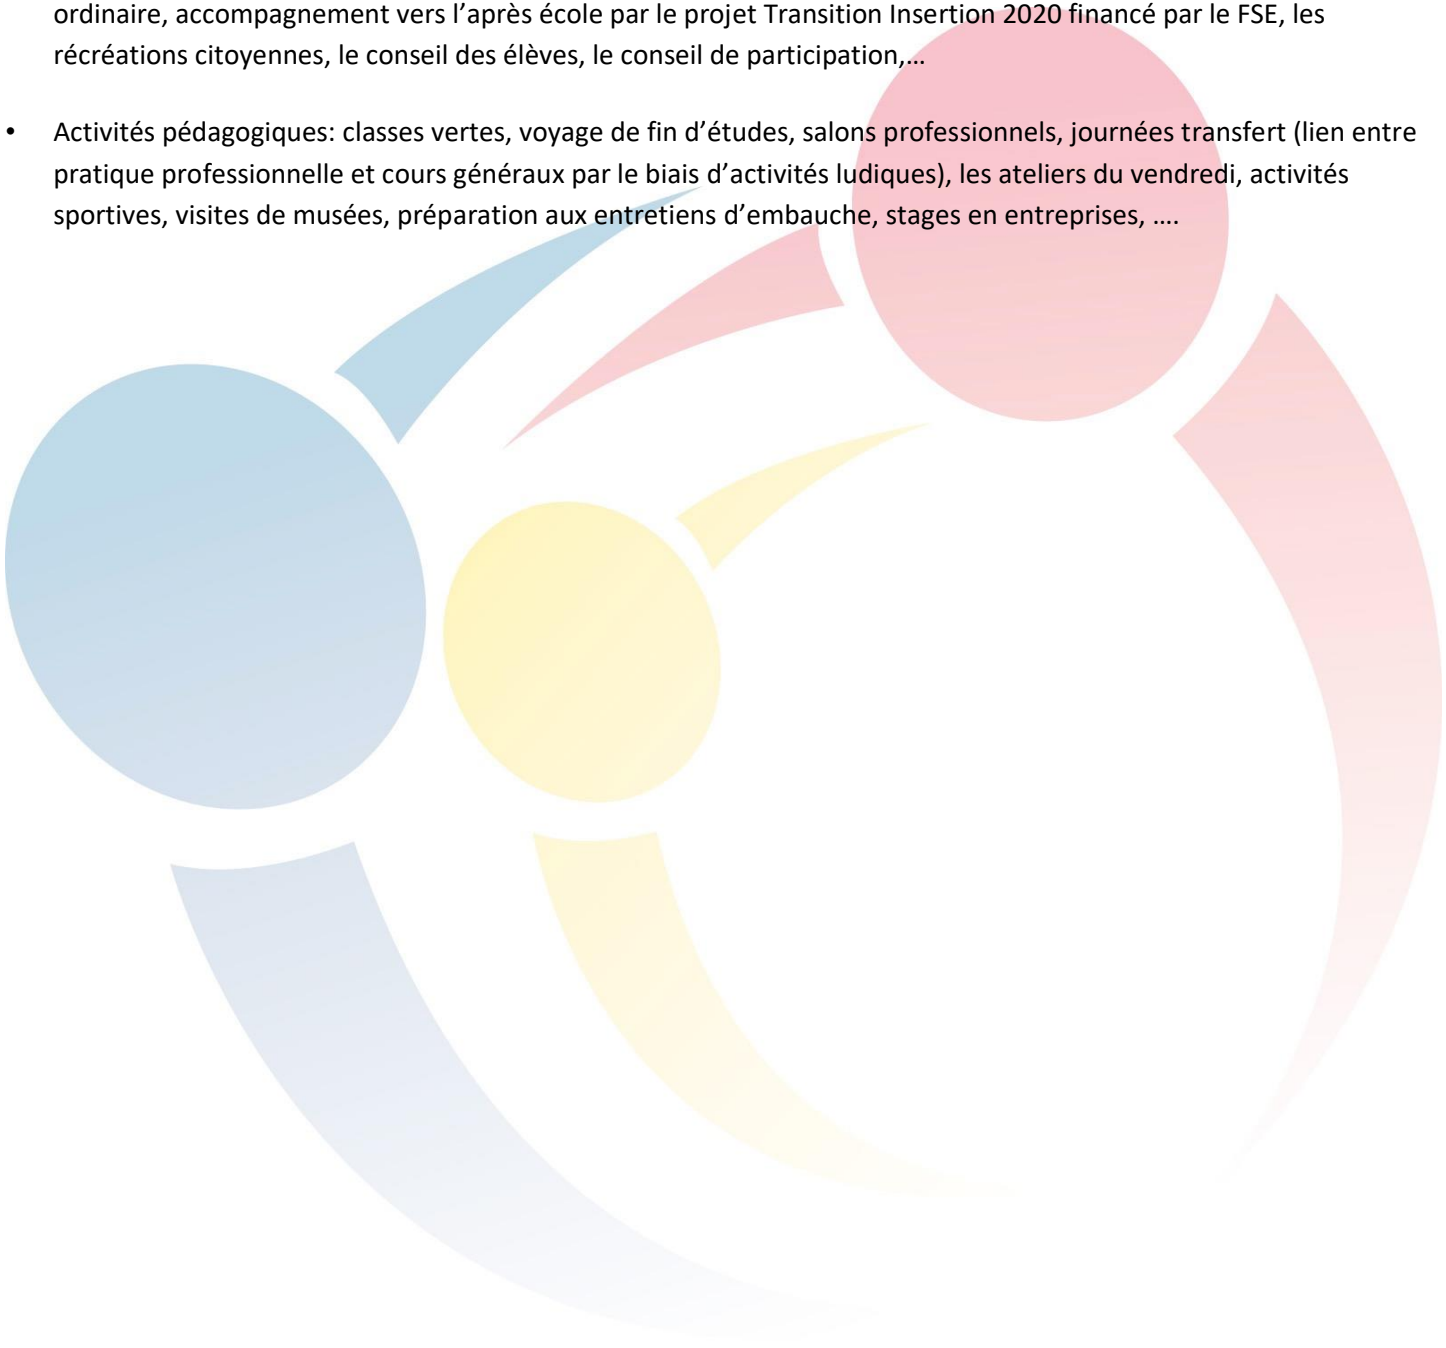 ordinaire, accompagnement vers l’après école par le projet Transition Insertion 2020 financé par le FSE, les
récréations citoyennes, le conseil des élèves, le conseil de participation,…
• Activités pédagogiques: classes vertes, voyage de fin d’études, salons professionnels, journées transfert (lien entre
pratique professionnelle et cours généraux par le biais d’activités ludiques), les ateliers du vendredi, activités
sportives, visites de musées, préparation aux entretiens d’embauche, stages en entreprises, ….